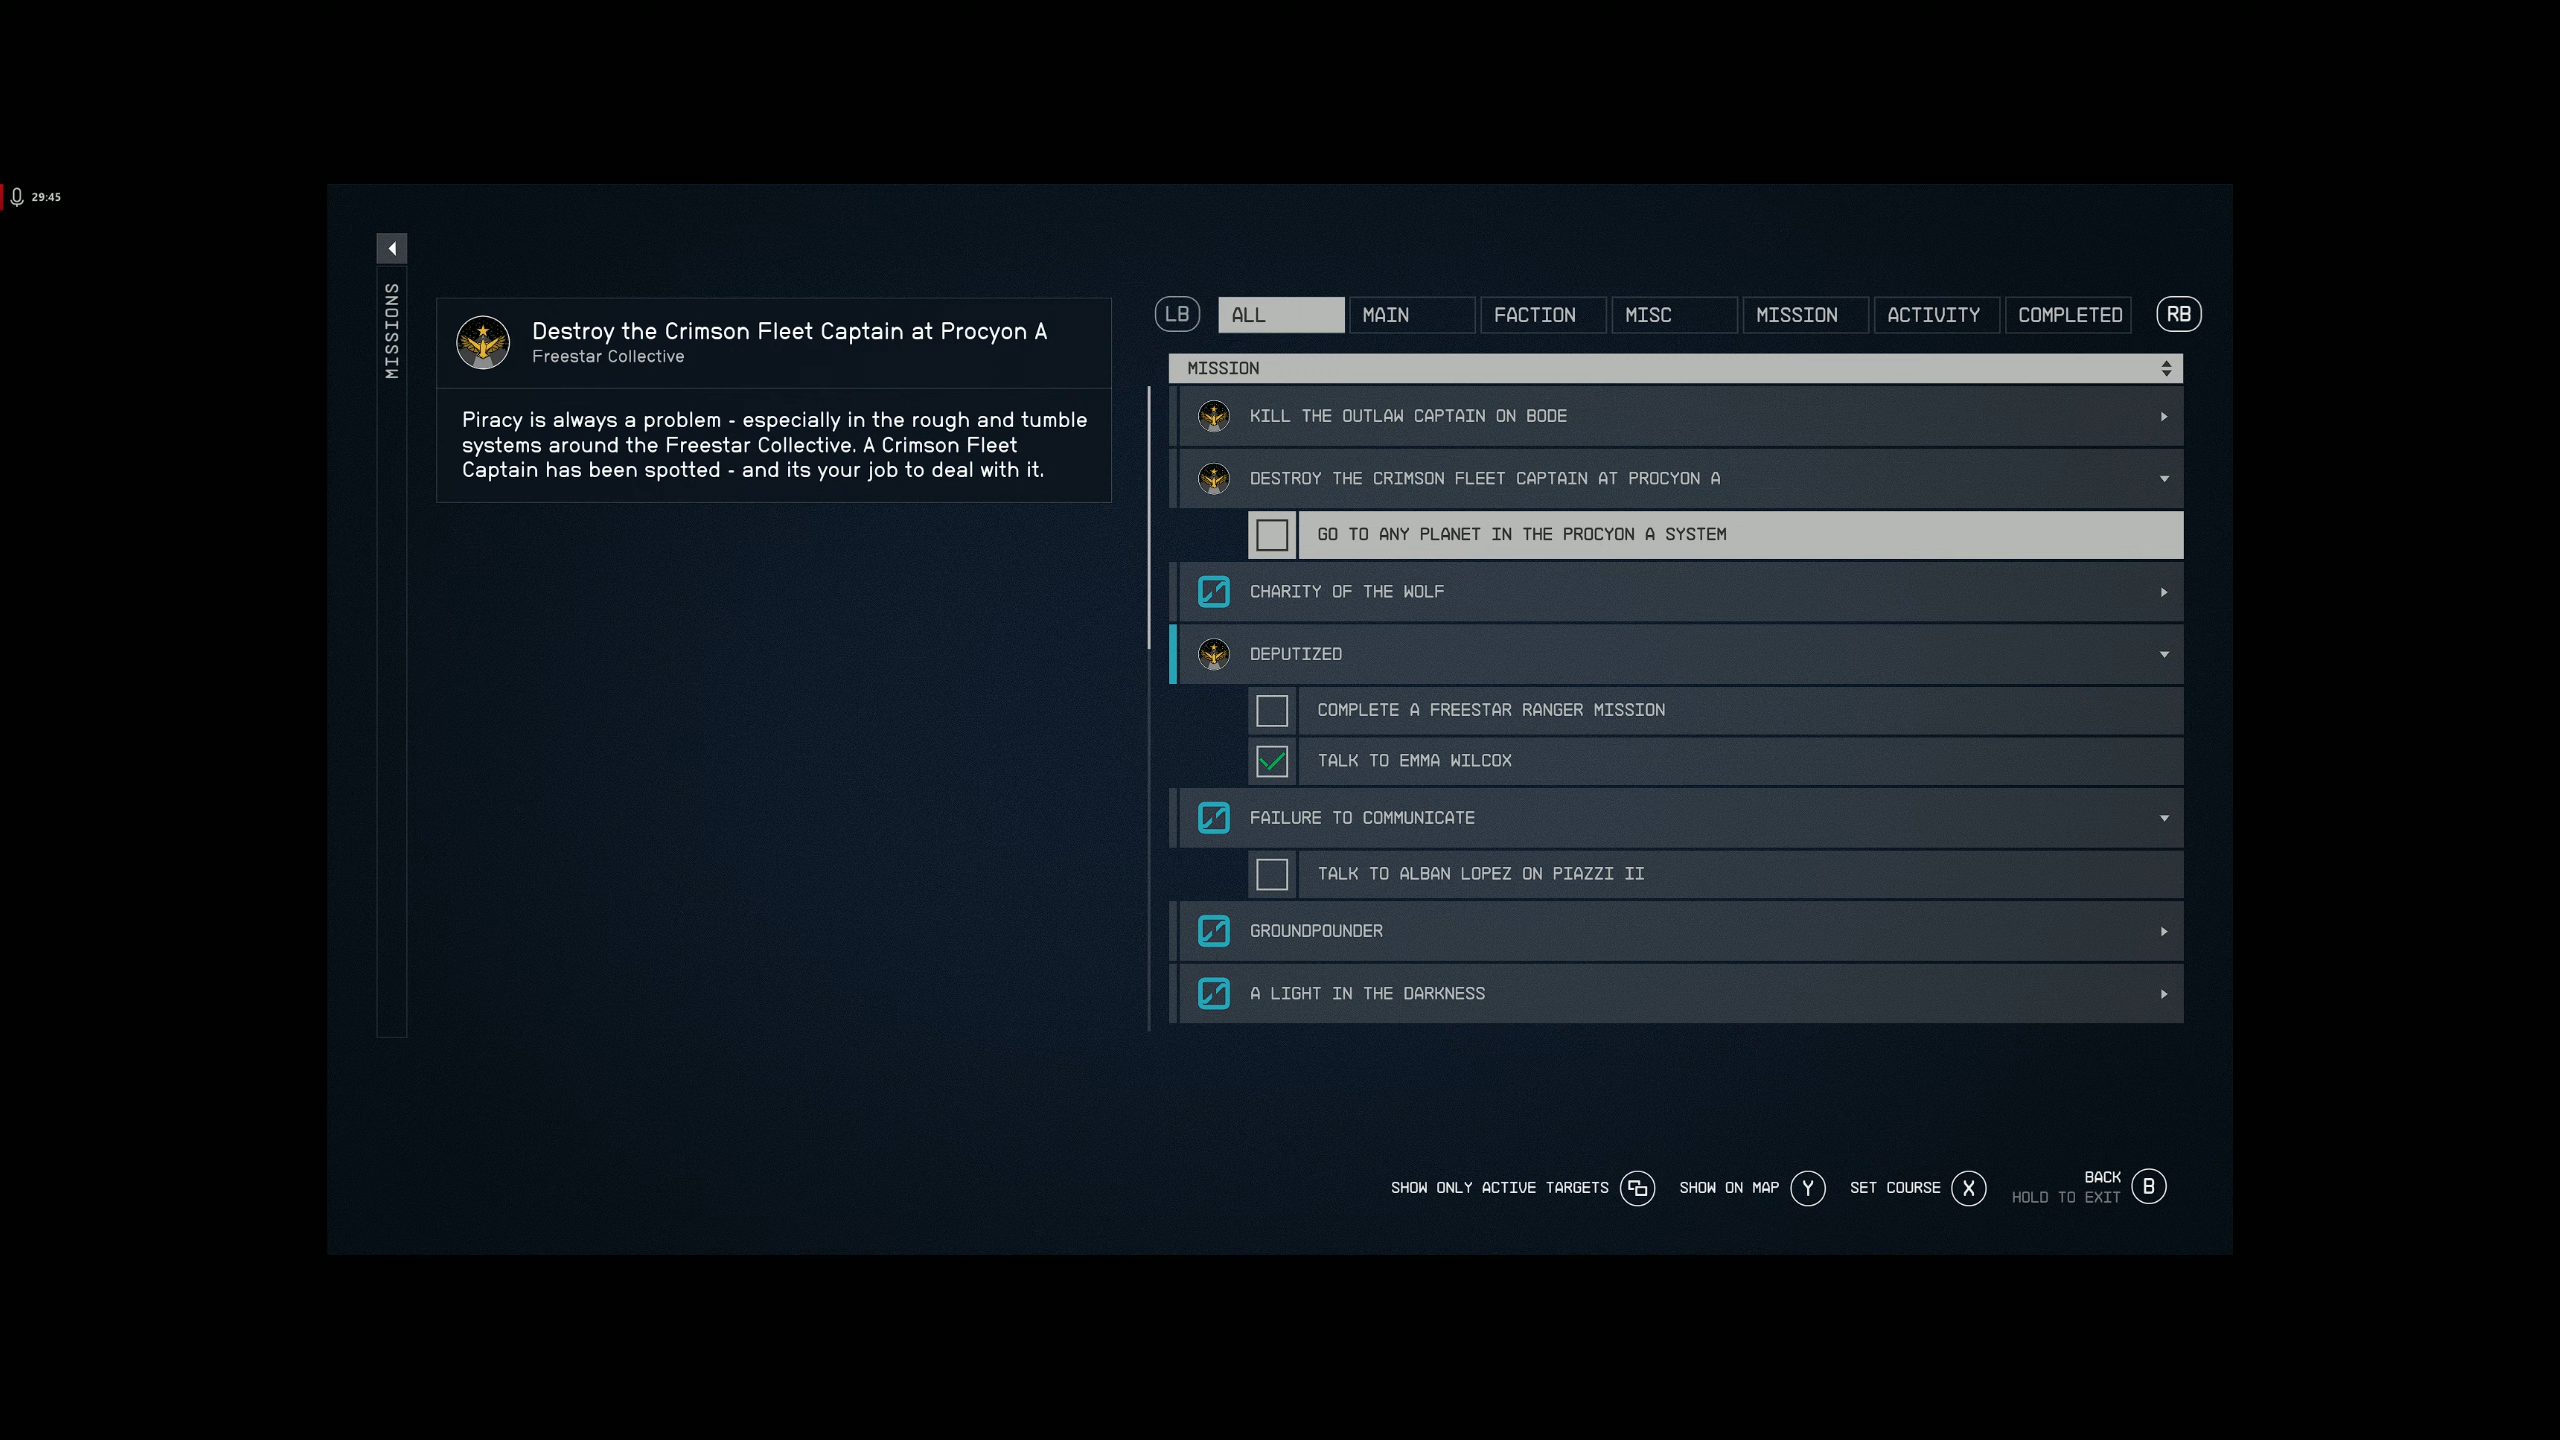 29:45
MISSIONS
Destroy the Crimson Fleet Captain at Procyon A
Freestar Collective
Piracy is always a problem - especially in the rough and tumble
systems around the Freestar Collective. A Crimson Fleet
Captain has been spotted - and its your job to deal with it.
LB ALL MAIN FACTION MISC MISSION ACTIVITY COMPLETED RB
MISSION
KILL THE OUTLAW CAPTAIN ON BODE
DESTROY THE CRIMSON FLEET CAPTAIN AT PROCYON A
GO TO ANY PLANET IN THE PROCYON A SYSTEM
CHARITY OF THE WOLF
DEPUTIZED
COMPLETE A FREESTAR RANGER MISSION
TALK TO EMMA WILCOX
FAILURE TO COMMUNICATE
TALK TO ALBAN LOPEZ ON PIAZZI II
GROUNDPOUNDER
A LIGHT IN THE DARKNESS
SHOW ONLY ACTIVE TARGETS SHOW ON MAP Y SET COURSE X BACK B
HOLD TO EXIT